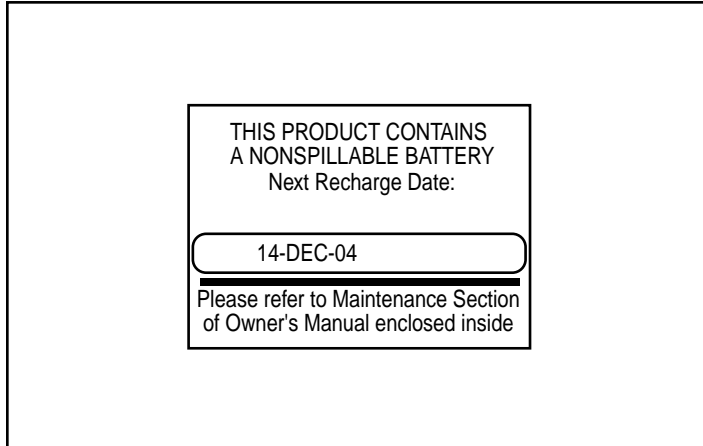 THIS PRODUCT CONTAINS
A NONSPILLABLE BATTERY
Next Recharge Date:
14-DEC-04
Please refer to Maintenance Section
of Owner's Manual enclosed inside